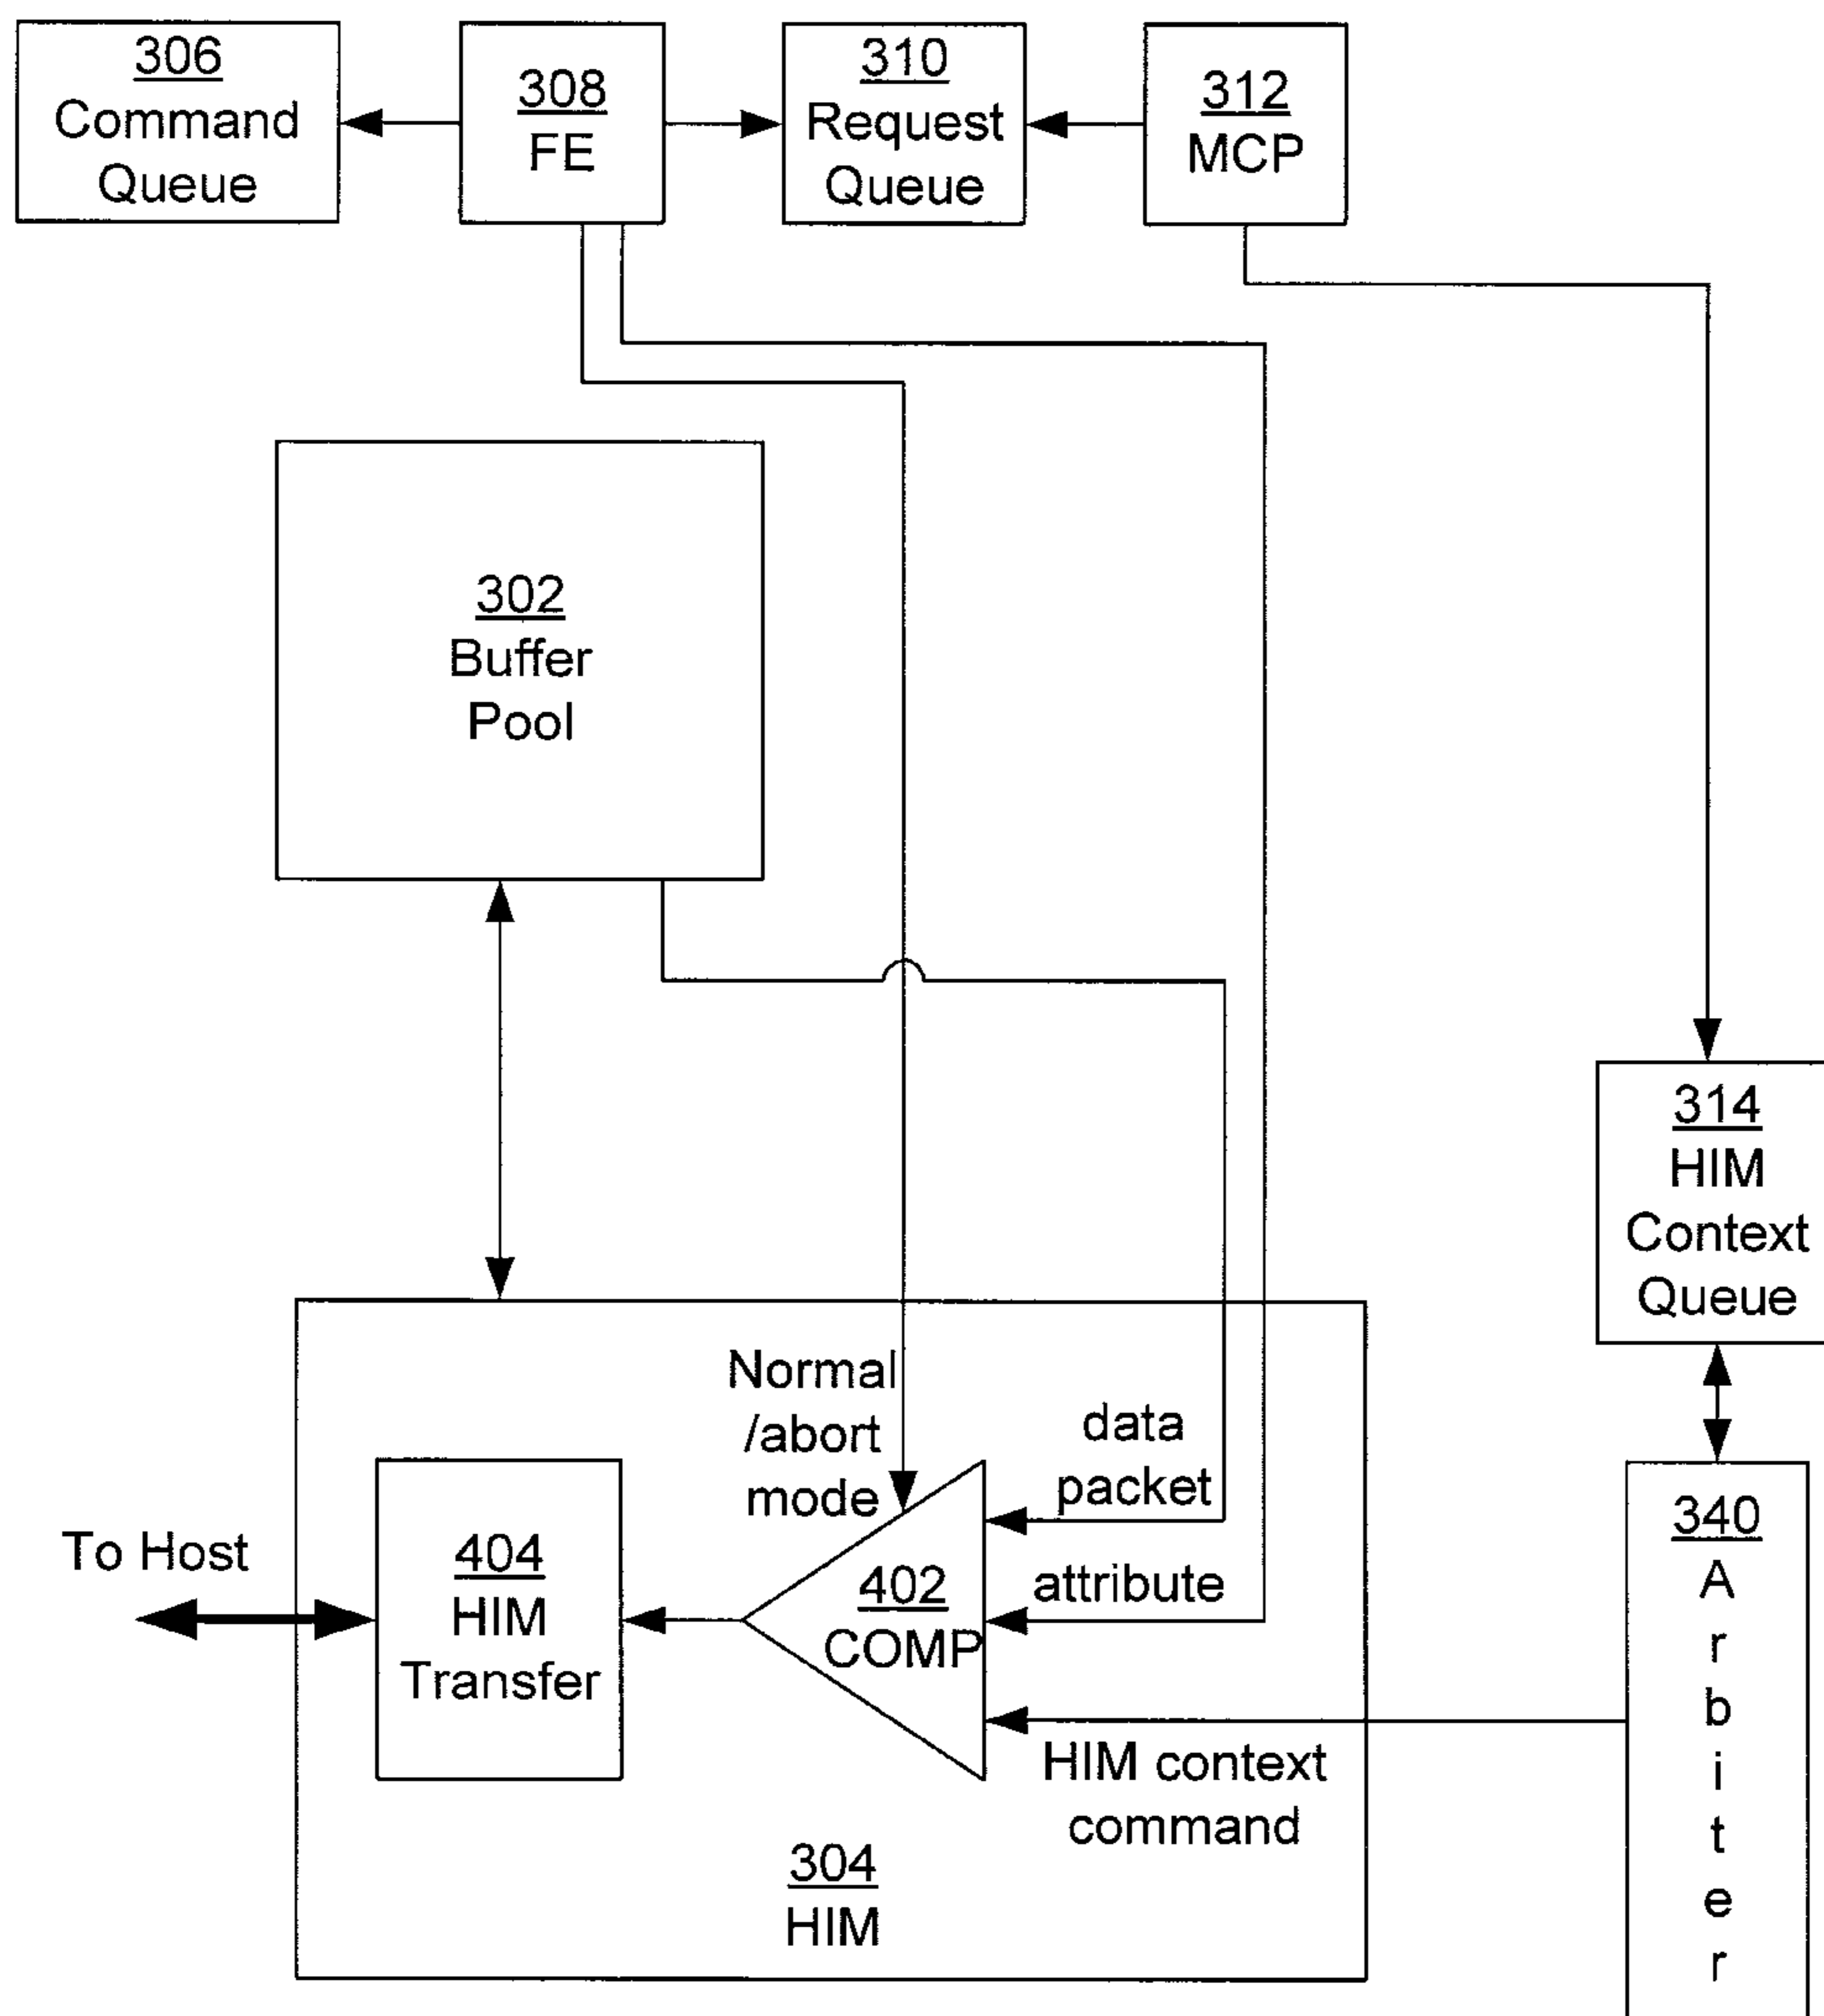 306
Command
Queue
308
FE
310
Request
Queue
312
MCP
302
Buffer
Pool
314
HIM
Context
Queue
Normal
/abort
mode
data
packet
attribute
To Host
404
HIM
Transfer
402
COMP
HIM context
command
304
HIM
340
A
r
b
i
t
e
r